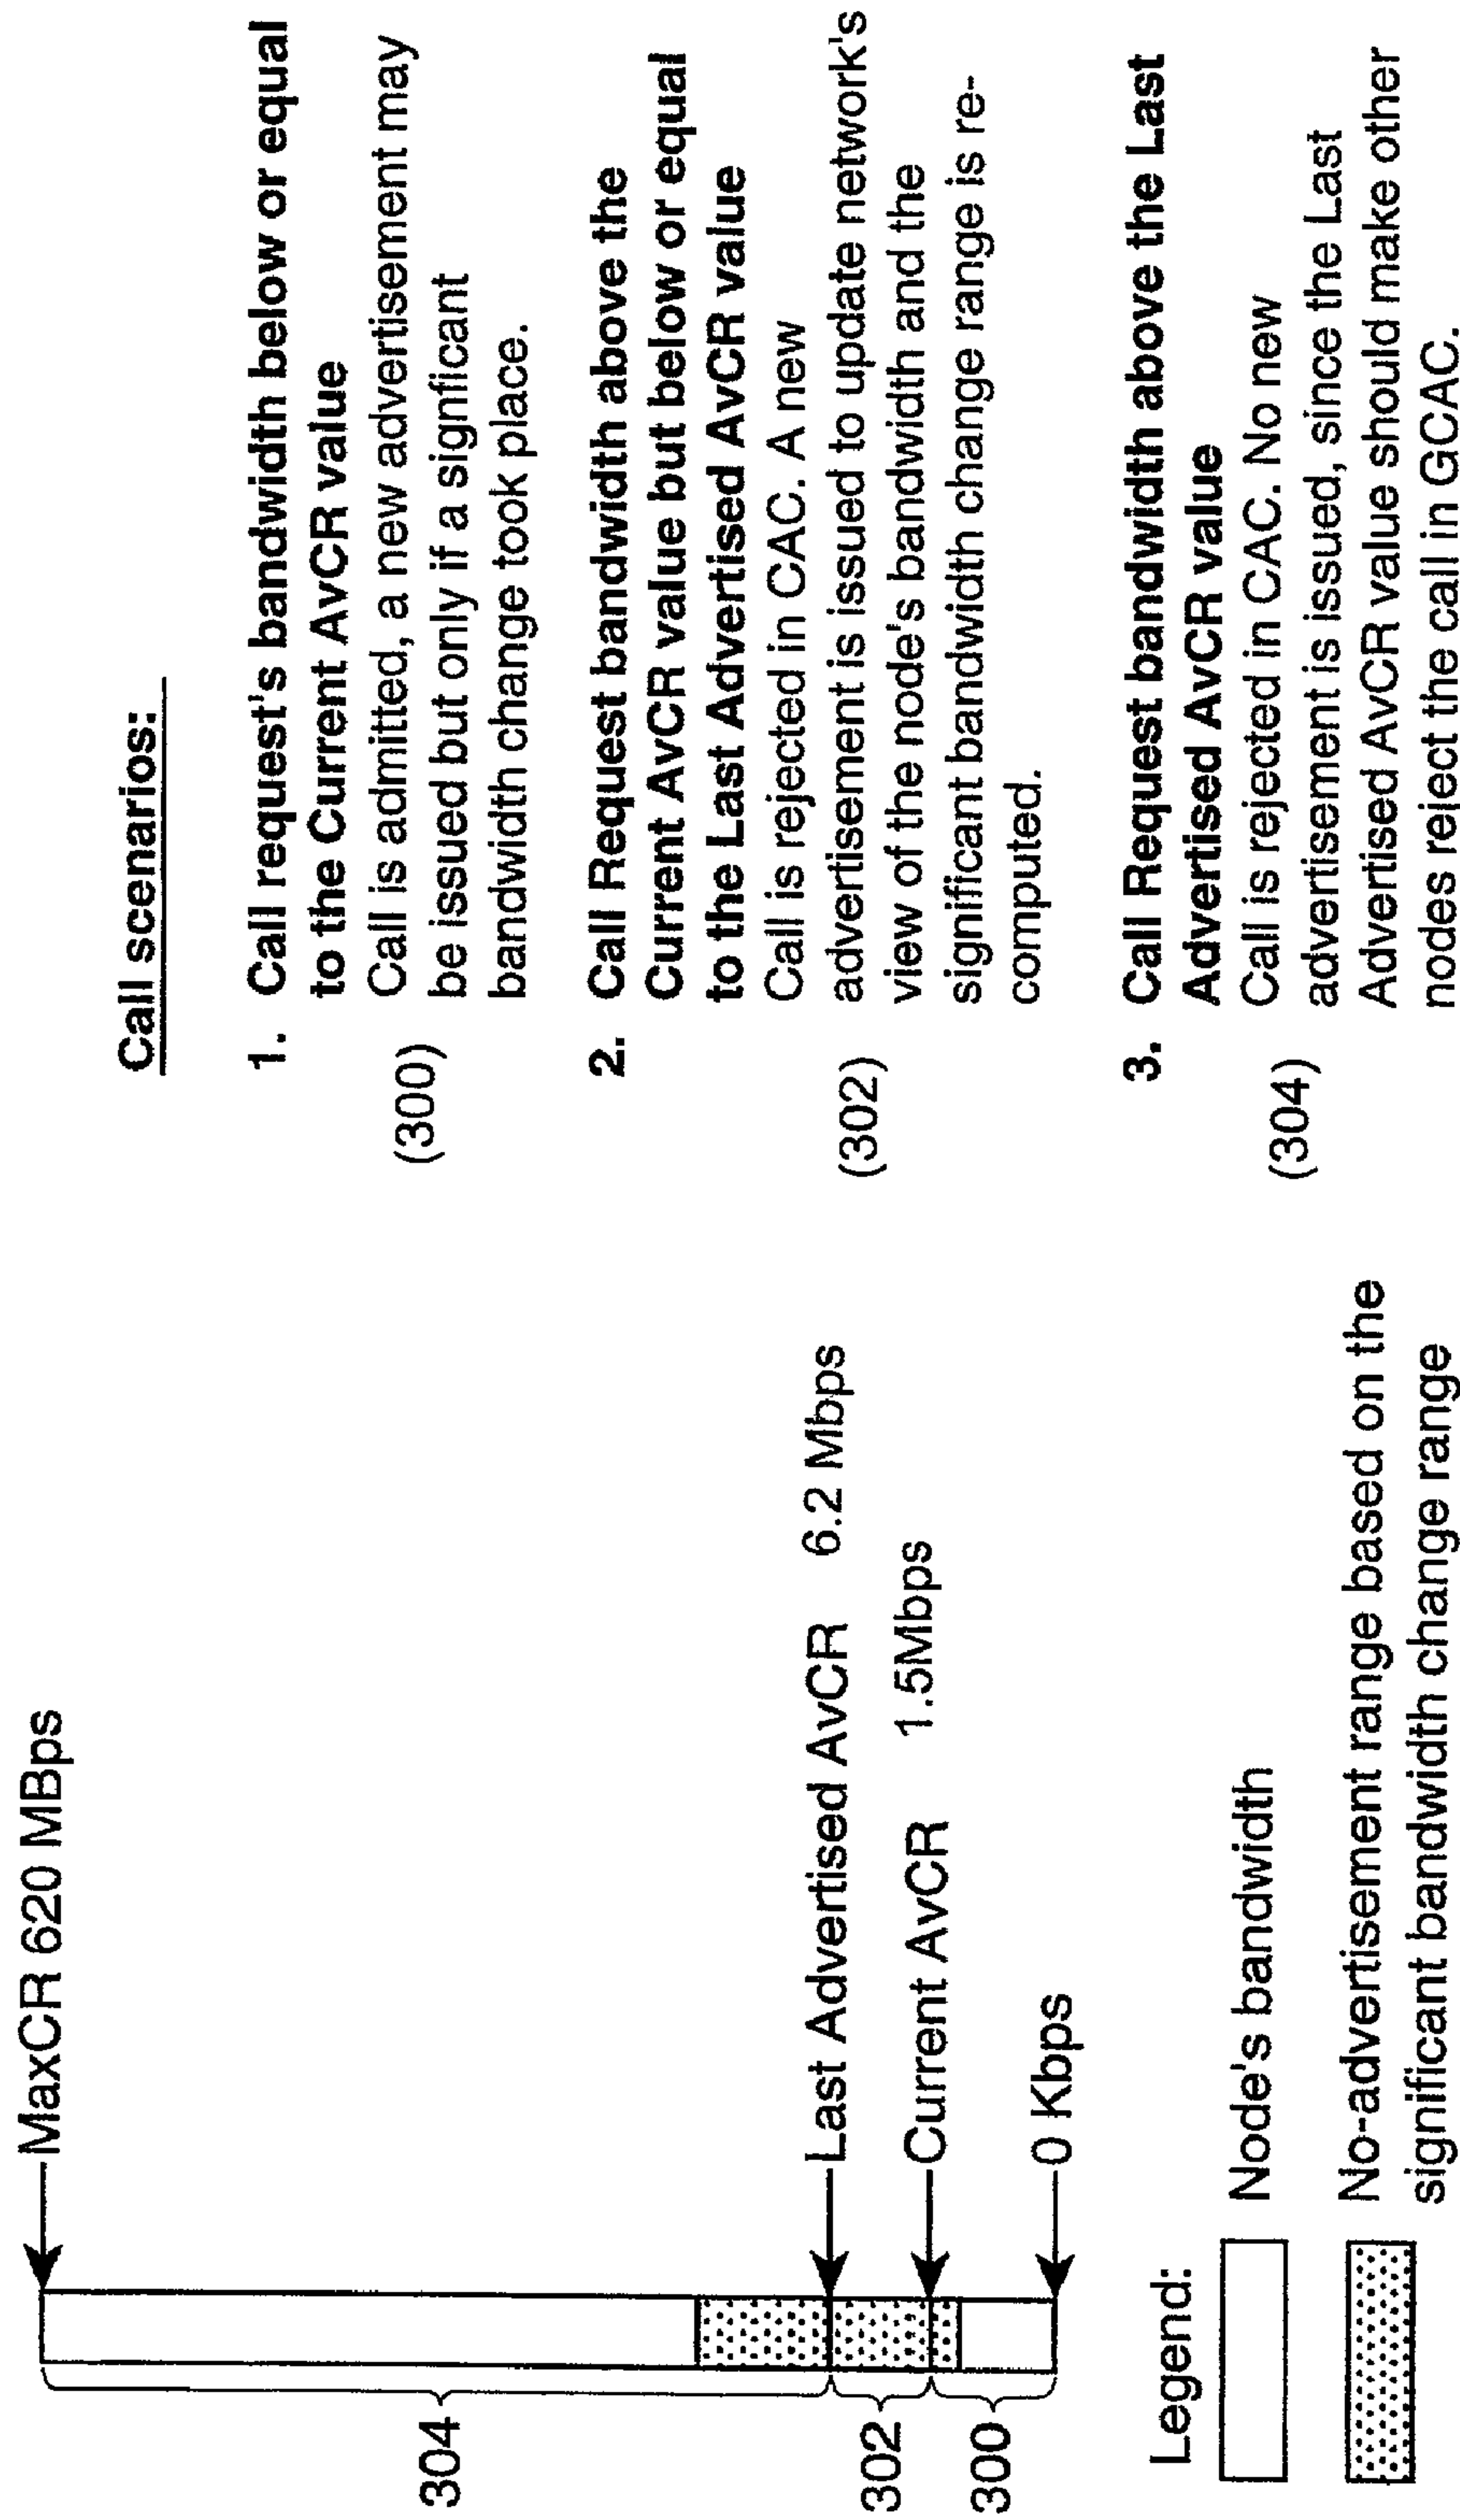 MaxCR 620 MBps
304
Last Advertised AvCR 6.2 Mbps
302
Current AvCR 1.5Mbps
300
0 Kbps
Legend:
Node's bandwidth
No-advertisement range based on the
significant bandwidth change range
Call scenarios:
1. Call request's bandwidth below or equal
to the Current AvCR value
(300)
Call is admitted, a new advertisement may
be issued but only if a signficant
bandwidth change took place.
2. Call Request bandwidth above the
Current AvCR value but below or equal
to the Last Advertised AvCR value
Call is rejected in CAC. A new
(302)
advertisement is issued to update network's
view of the node's bandwidth and the
significant bandwidth change range is re-
computed.
3. Call Request bandwidth above the Last
Advertised AvCR value
Call is rejected in CAC. No new
(304)
advertisement is issued, since the Last
Advertised AvCR value should make other
nodes reject the call in GCAC.